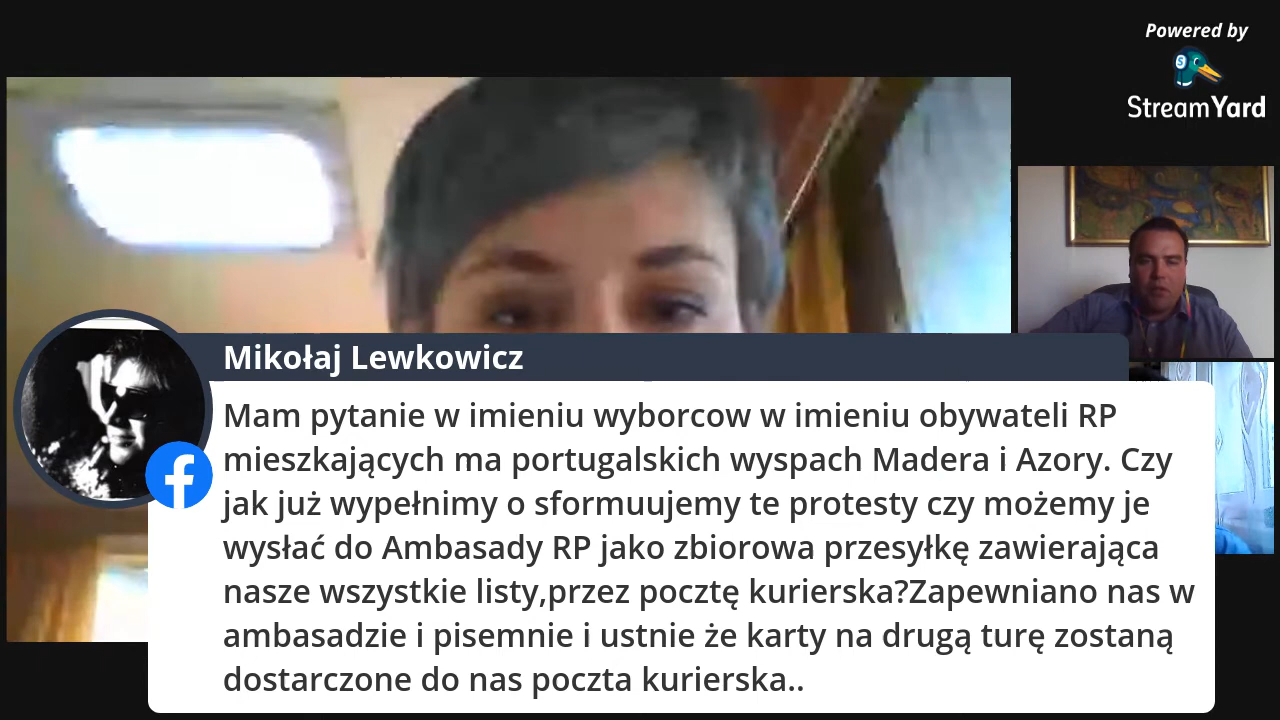 Powered by
StreamYard
Mikołaj Lewkowicz
Mam pytanie w imieniu wyborcow w imieniu obywateli RP
mieszkających ma portugalskich wyspach Madera i Azory. Czy
jak już wypełnimy o sformuujemy te protesty czy możemy je
wysłać do Ambasady RP jako zbiorowa przesyłkę zawierająca
nasze wszystkie listy,przez pocztę kurierska?Zapewniano nas w
ambasadzie i pisemnie i ustnie że karty na drugą turę zostaną
dostarczone do nas poczta kurierska..